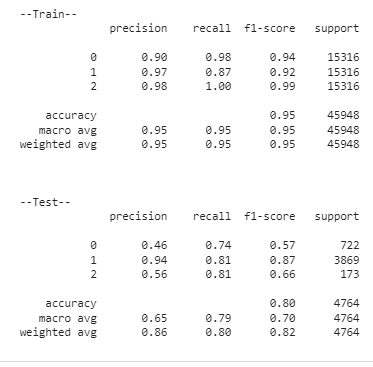 --Train--
precision recall f1-score support
0 0.90 0.98 0.94 15316
1 0.97 0.87 0.92 15316
2 0.98 1.00 0.99 15316
accuracy 0.95 45948
macro avg 0.95 0.95 0.95 45948
weighted avg 0.95 0.95 0.95 45948
--Test--
precision recall f1-score support
0 0.46 0.74 0.57 722
1 0.94 0.81 0.87 3869
2 0.56 0.81 0.66 173
accuracy 0.80 4764
macro avg 0.65 0.79 0.70 4764
weighted avg 0.86 0.80 0.82 4764